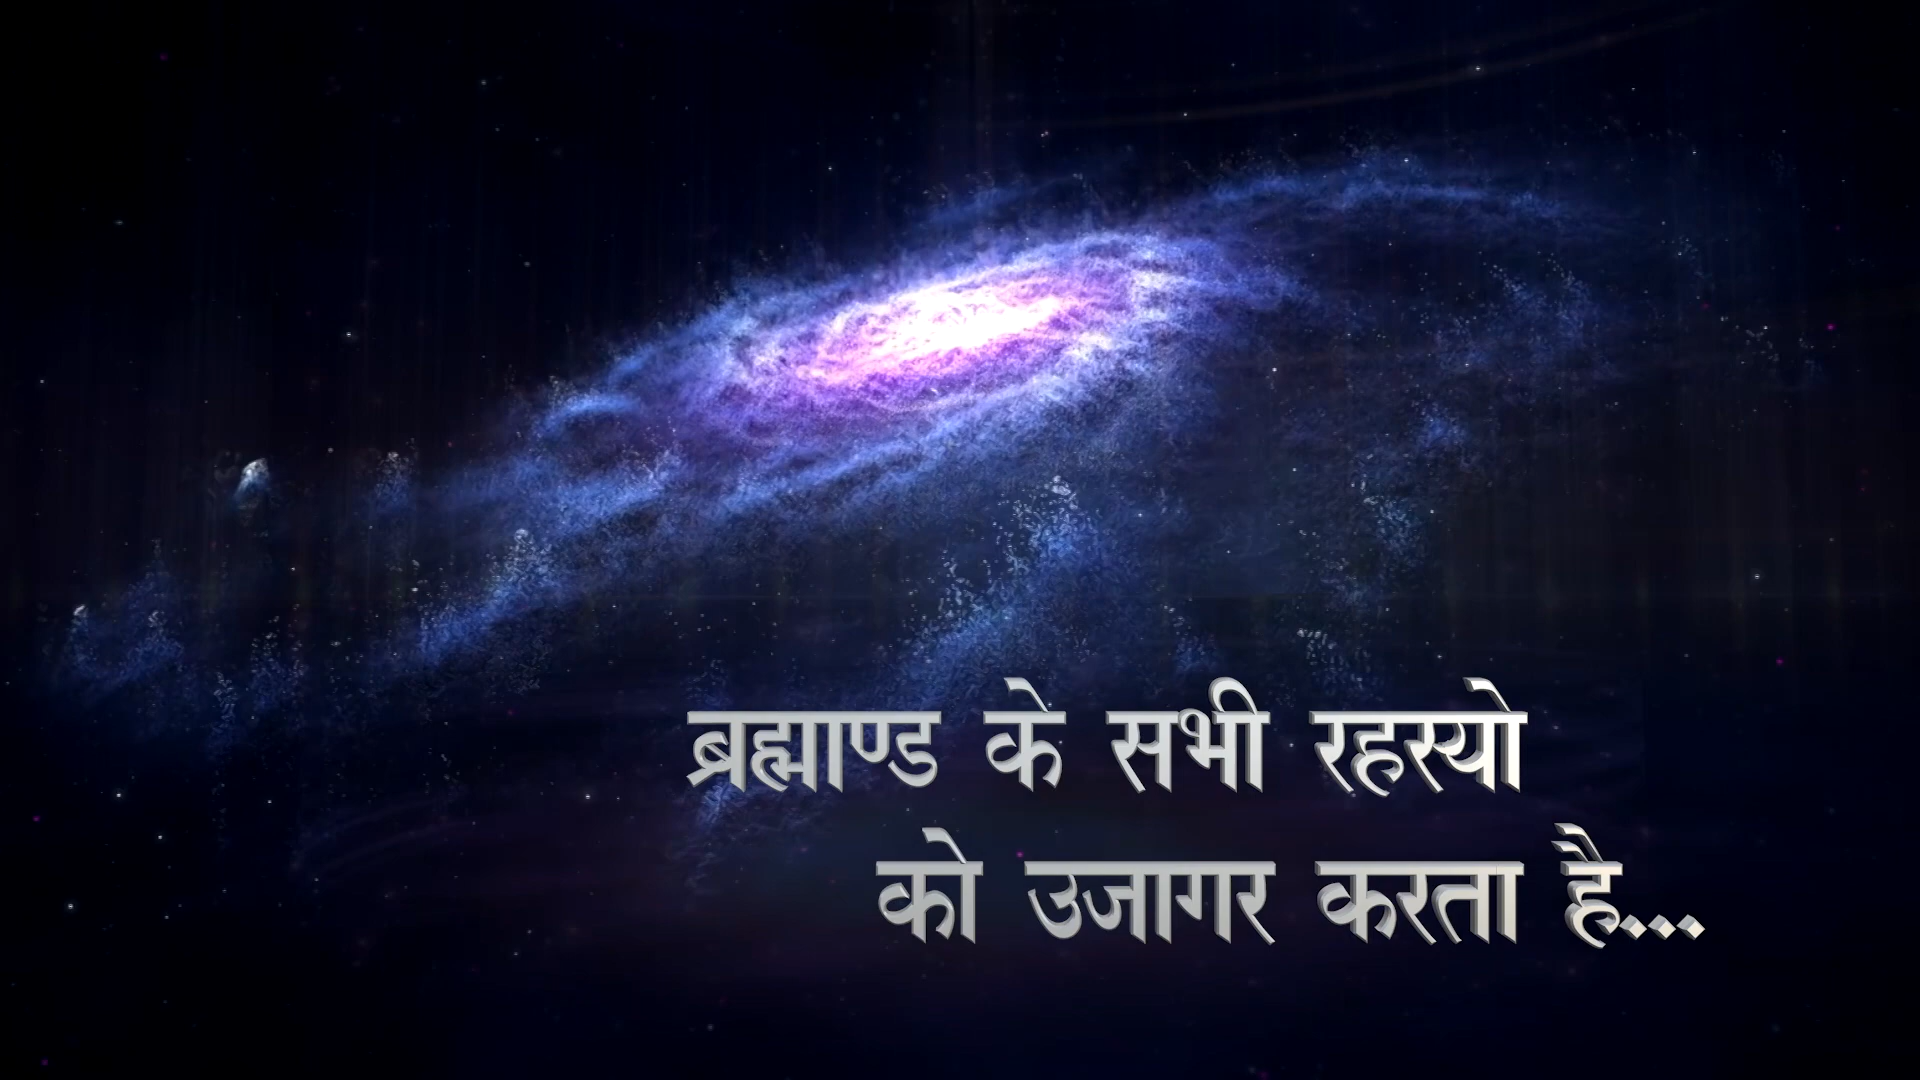 ब्रह्माण्ड के सभी रहस्यो
को उजागर करता है...